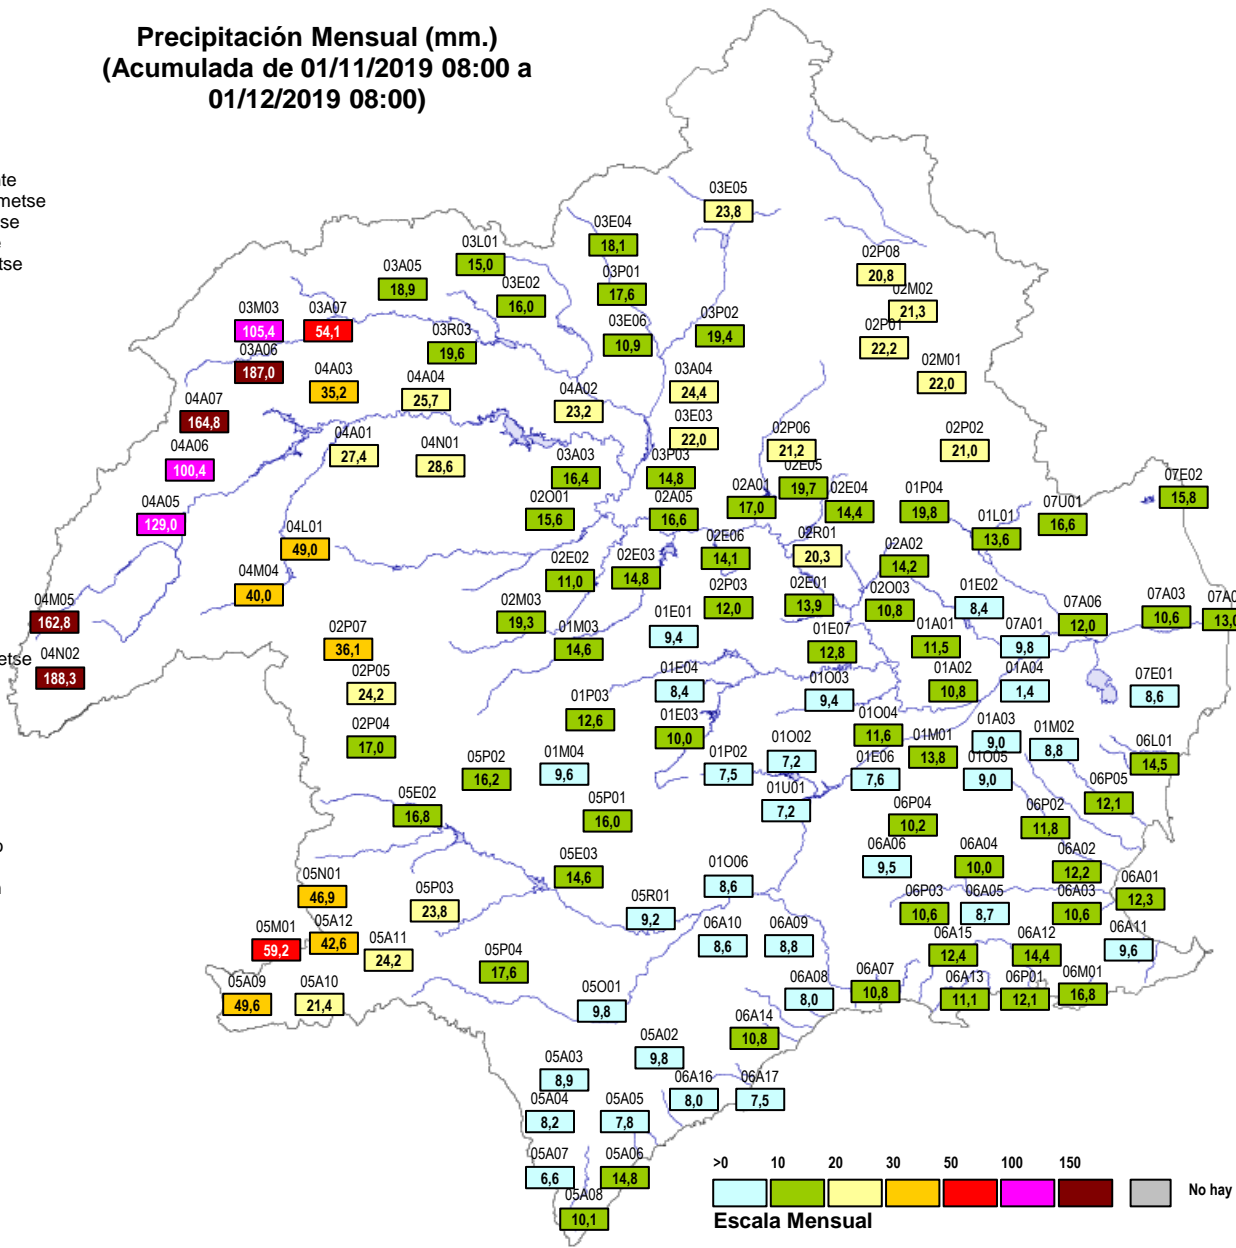 Precipitación Mensual (mm.)
(Acumulada de 01/11/2019 08:00 a
01/12/2019 08:00)
nte
metse
se
e
tse
etse
o
n
03E05
23,8
03E04
18,1
03L01
15,0
02P08
20,8
03A05
18,9
03E02
16,0
03P01
17,6
02M02
21,3
03M03
105,4
03A07
54,1
03R03
19,6
03E06
10,9
03P02
19,4
02P01
22,2
03A06
187,0
04A03
35,2
04A04
25,7
04A02
23,2
03A04
24,4
02M01
22,0
04A07
164,8
04A01
27,4
04N01
28,6
03E03
22,0
02P06
21,2
02P02
21,0
04A06
100,4
03A03
16,4
03P03
14,8
02E05
19,7
07E02
15,8
04A05
129,0
02O01
15,6
02A05
16,6
02A01
17,0
02E04
14,4
01P04
19,8
01L01
13,6
07U01
16,6
04L01
49,0
02E02
11,0
02E03
14,8
02E06
14,1
02R01
20,3
02A02
14,2
04M04
40,0
02M03
19,3
02P03
12,0
02E01
13,9
02O03
10,8
01E02
8,4
04M05
162,8
01M03
14,6
01E01
9,4
01E07
12,8
01A01
11,5
07A01
9,8
07A06
12,0
07A03
10,6
07A0
13,0
04N02
188,3
02P07
36,1
02P05
24,2
01E04
8,4
01O03
9,4
01A02
10,8
01A04
1,4
07E01
8,6
02P04
17,0
01P03
12,6
01E03
10,0
01O04
11,6
01A03
9,0
01M02
8,8
05P02
16,2
01M04
9,6
01P02
7,5
01O02
7,2
01E06
7,6
01M01
13,8
01O05
9,0
06L01
14,5
05E02
16,8
05P01
16,0
01U01
7,2
06P04
10,2
06P02
11,8
06P05
12,1
05E03
14,6
01O06
8,6
06A06
9,5
06A04
10,0
06A02
12,2
05N01
46,9
05P03
23,8
05R01
9,2
06P03
10,6
06A05
8,7
06A03
10,6
06A01
12,3
05M01
59,2
05A12
42,6
05A11
24,2
06A10
8,6
06A09
8,8
06A15
12,4
06A12
14,4
06A11
9,6
05A09
49,6
05A10
21,4
05P04
17,6
05O01
9,8
06A08
8,0
06A07
10,8
06A13
11,1
06P01
12,1
06M01
16,8
05A02
9,8
06A14
10,8
05A03
8,9
06A16
8,0
06A17
7,5
05A04
8,2
05A05
7,8
05A07
6,6
05A06
14,8
05A08
10,1
>0 10 20 30 50 100 150
No hay
Escala Mensual